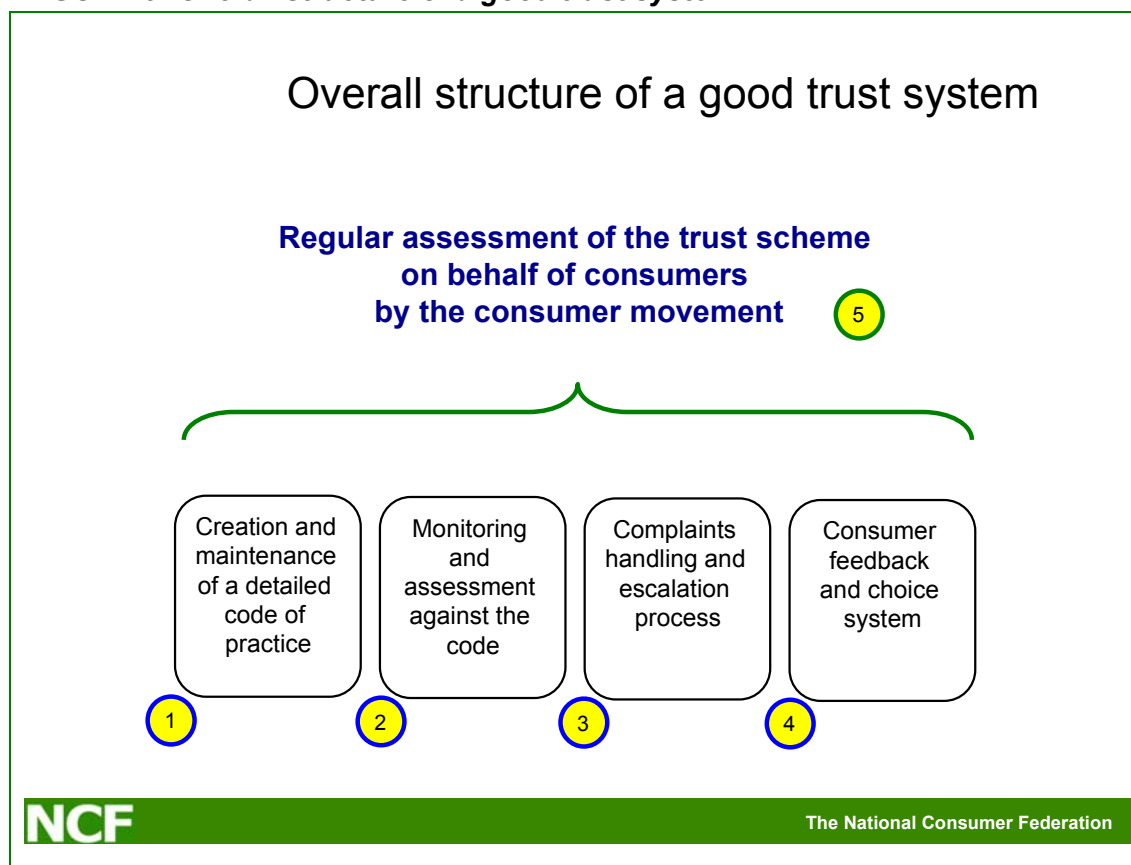 Overall structure of a good trust system
Regular assessment of the trust scheme
on behalf of consumers
by the consumer movement
5
Creation and
maintenance
of a detailed
code of
practice
1
Monitoring
and
assessment
against the
code
2
Complaints
handling and
escalation
process
3
Consumer
feedback
and choice
system
4
NCF
The National Consumer Federation